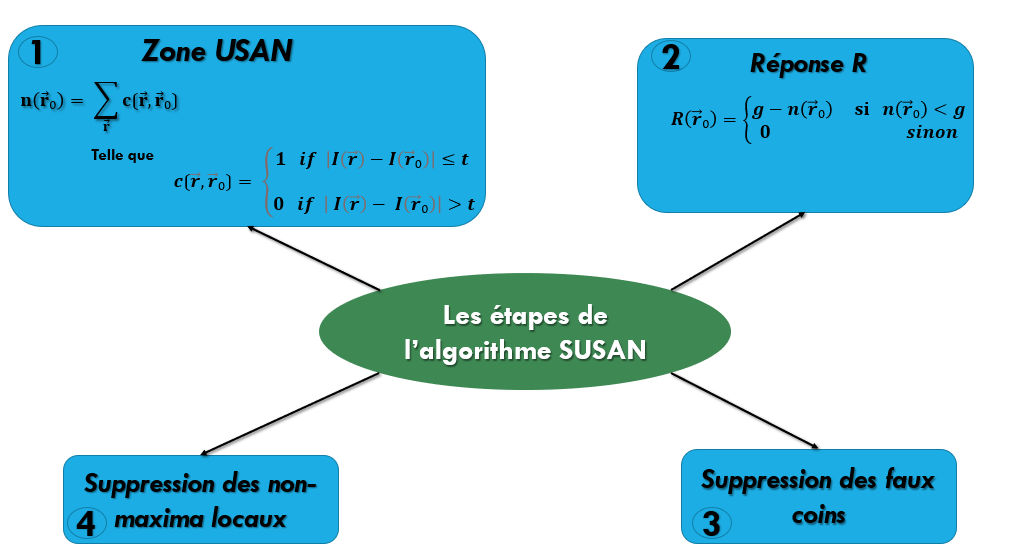 1
Zone USAN
n(r⃗₀) = ∑ c(r⃗, r⃗₀)
r⃗
Telle que
c(r⃗, r⃗₀) = { 1 if |I(r⃗) − I(r⃗₀)| ≤ t
0 if | I(r⃗) − I(r⃗₀)| > t
2
Réponse R
R(r⃗₀) = { g − n(r⃗₀) si n(r⃗₀) < g
0 sinon
Les étapes de
l’algorithme SUSAN
Suppression des faux
coins
3
Suppression des non-
maxima locaux
4